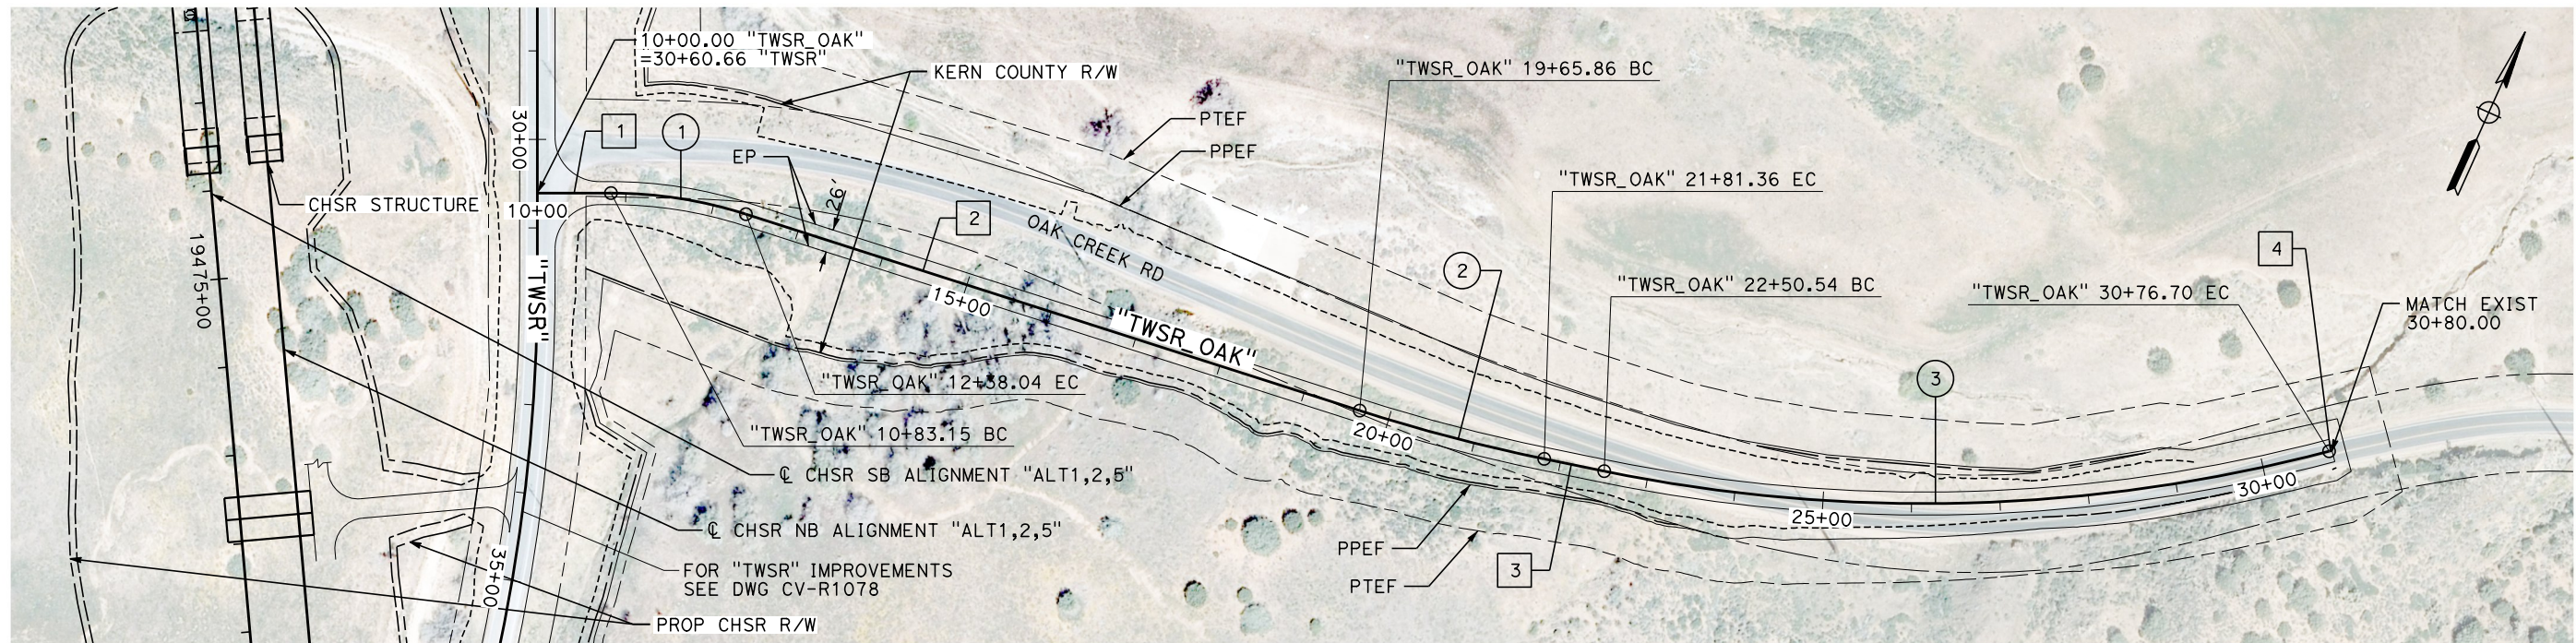 10+00.00 "TWSR_OAK"
=30+60.66 "TWSR"
KERN COUNTY R/W
"TWSR_OAK" 19+65.86 BC
PTEF
PPEF
30+00
1
1
EP
26'
"TWSR_OAK" 21+81.36 EC
CHSR STRUCTURE
10+00
2
OAK CREEK RD
2
4
19475+00
"TWSR"
15+00
"TWSR_OAK"
"TWSR_OAK" 22+50.54 BC
"TWSR_OAK" 30+76.70 EC
MATCH EXIST
30+80.00
"TWSR_OAK" 12+38.04 EC
3
"TWSR_OAK" 10+83.15 BC
20+00
℄ CHSR SB ALIGNMENT "ALT1,2,5"
30+00
25+00
℄ CHSR NB ALIGNMENT "ALT1,2,5"
PPEF
3
PTEF
35+00
FOR "TWSR" IMPROVEMENTS
SEE DWG CV-R1078
PROP CHSR R/W